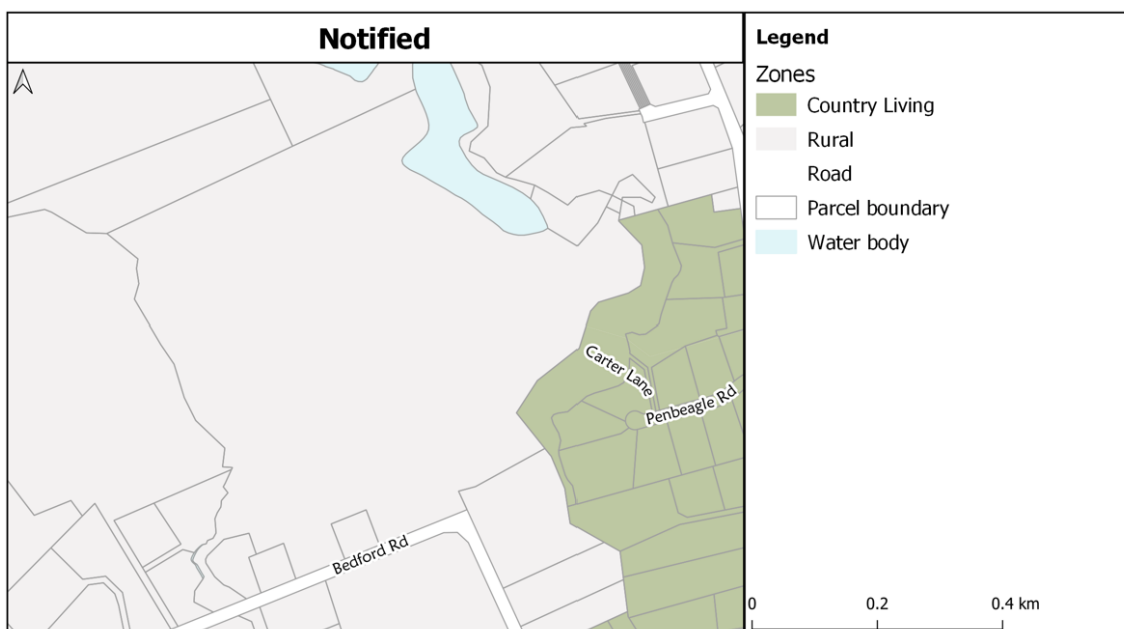 Notified
Legend
Zones
Country Living
Rural
Road
Parcel boundary
Water body
Carter Lane
Penbeagle Rd
Bedford Rd
0 0.2 0.4 km